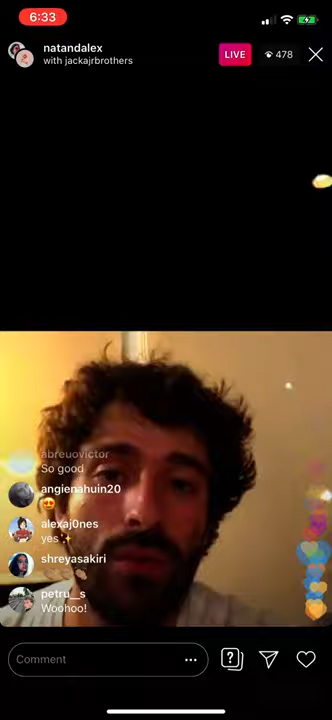 6:33
natandalex
with jackajrbrothers
LIVE
478
abreuovictor
So good
angienahuin20
😍
alexaj0nes
yes✨
shreyasakiri
👏🏻
petru__s
Woohoo!
Comment